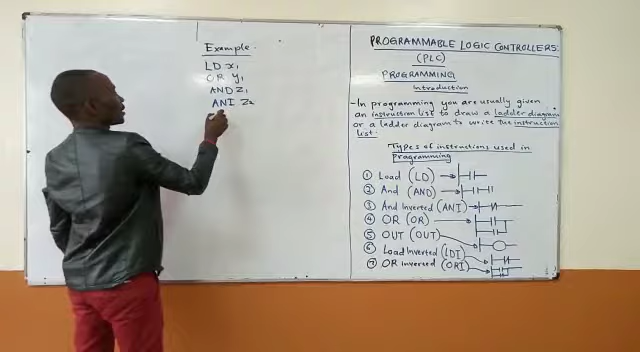 Example.
LD x₁
OR y₁
AND Z₁
ANI Z₂
PROGRAMMABLE LOGIC CONTROLLERS
(PLC)
PROGRAMMING
Introduction
- In programming you are usually given
an instruction list to draw a ladder diagram
or a ladder diagram to write the instruction
list.
Types of instructions used in
programming
① Load (LD)
② And (AND)
③ And Inverted (ANI)
④ OR (OR)
⑤ OUT (OUT)
⑥ Load Inverted (LDI)
⑦ OR Inverted (ORI)